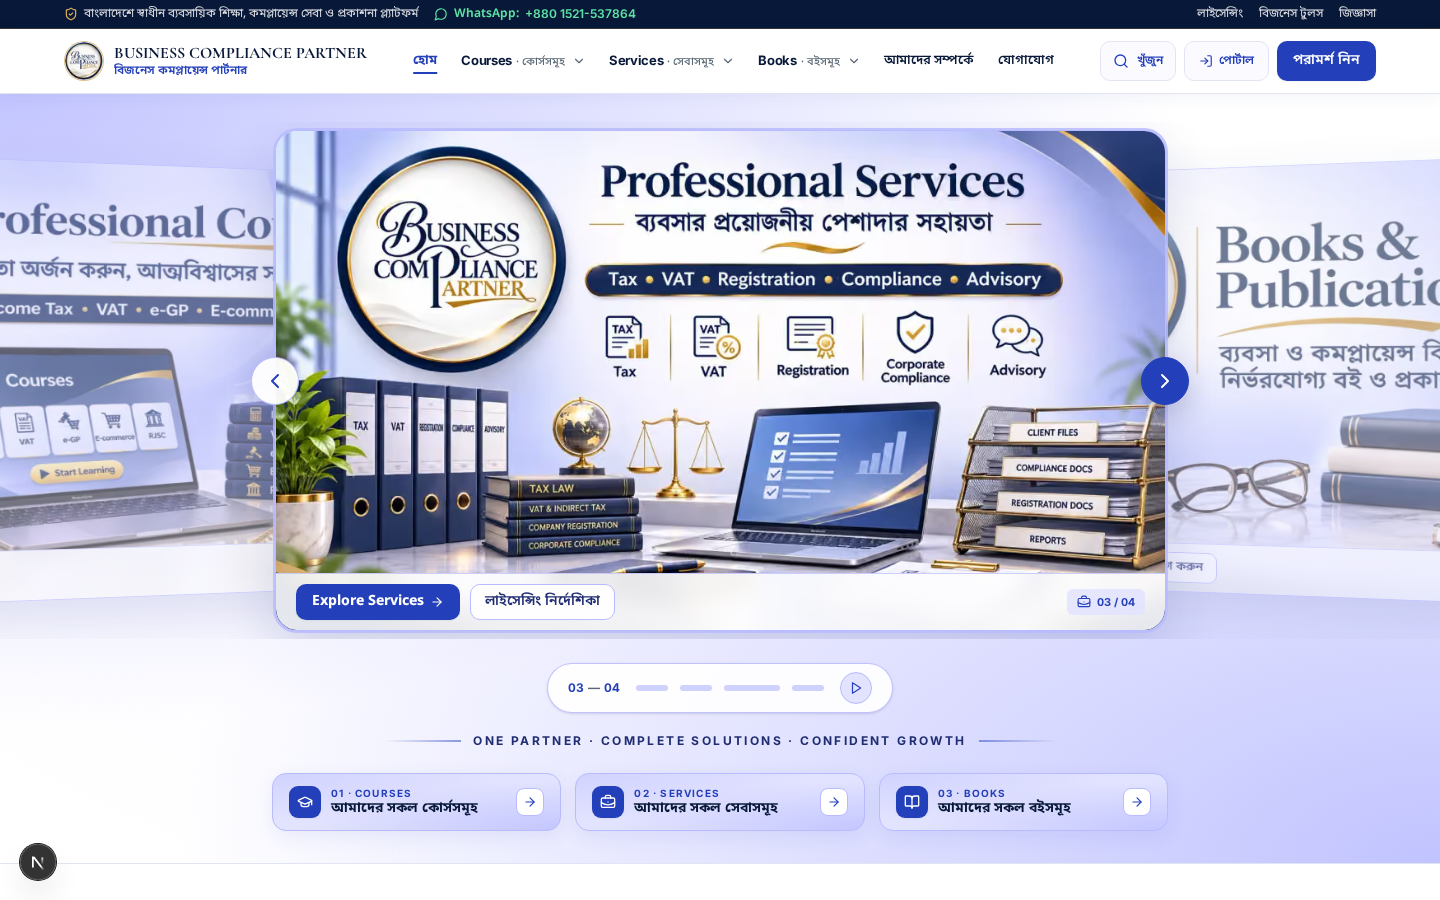 বাংলাদেশে স্বাধীন ব্যবসায়িক শিক্ষা, কমপ্লায়েন্স সেবা ও প্রকাশনা প্ল্যাটফর্ম
WhatsApp: +880 1521-537864
লাইসেন্সিং
বিজনেস টুলস
জিজ্ঞাসা
BUSINESS COMPLIANCE PARTNER
বিজনেস কমপ্লায়েন্স পার্টনার
হোম
Courses · কোর্সসমূহ
Services · সেবাসমূহ
Books · বইসমূহ
আমাদের সম্পর্কে
যোগাযোগ
খুঁজুন
পোর্টাল
পরামর্শ নিন
rofessional Co
তা অর্জন করুন, আত্মবিশ্বাসের স
come Tax • VAT • e-GP • E-comm
Courses
VAT
e-GP
E-commerce
RJSC
Start Learning
BUSINESS
COMPLIANCE
PARTNER
Professional Services
ব্যবসার প্রয়োজনীয় পেশাদার সহায়তা
Tax • VAT • Registration • Compliance • Advisory
TAX
VAT
Tax
VAT
Registration
Corporate
Compliance
Advisory
TAX
VAT
REGISTRATION
COMPLIANCE
ADVISORY
TAX LAW
VAT & INDIRECT TAX
COMPANY REGISTRATION
CORPORATE COMPLIANCE
CLIENT FILES
COMPLIANCE DOCS
REGISTRATION DOCS
REPORTS
Books &
Publicatio
ব্যবসা ও কমপ্লায়েন্স বি
নির্ভরযোগ্য বই ও প্রকা
করুন
Explore Services
লাইসেন্সিং নির্দেশিকা
03 / 04
03 — 04
ONE PARTNER · COMPLETE SOLUTIONS · CONFIDENT GROWTH
01 · COURSES
আমাদের সকল কোর্সসমূহ
02 · SERVICES
আমাদের সকল সেবাসমূহ
03 · BOOKS
আমাদের সকল বইসমূহ
N